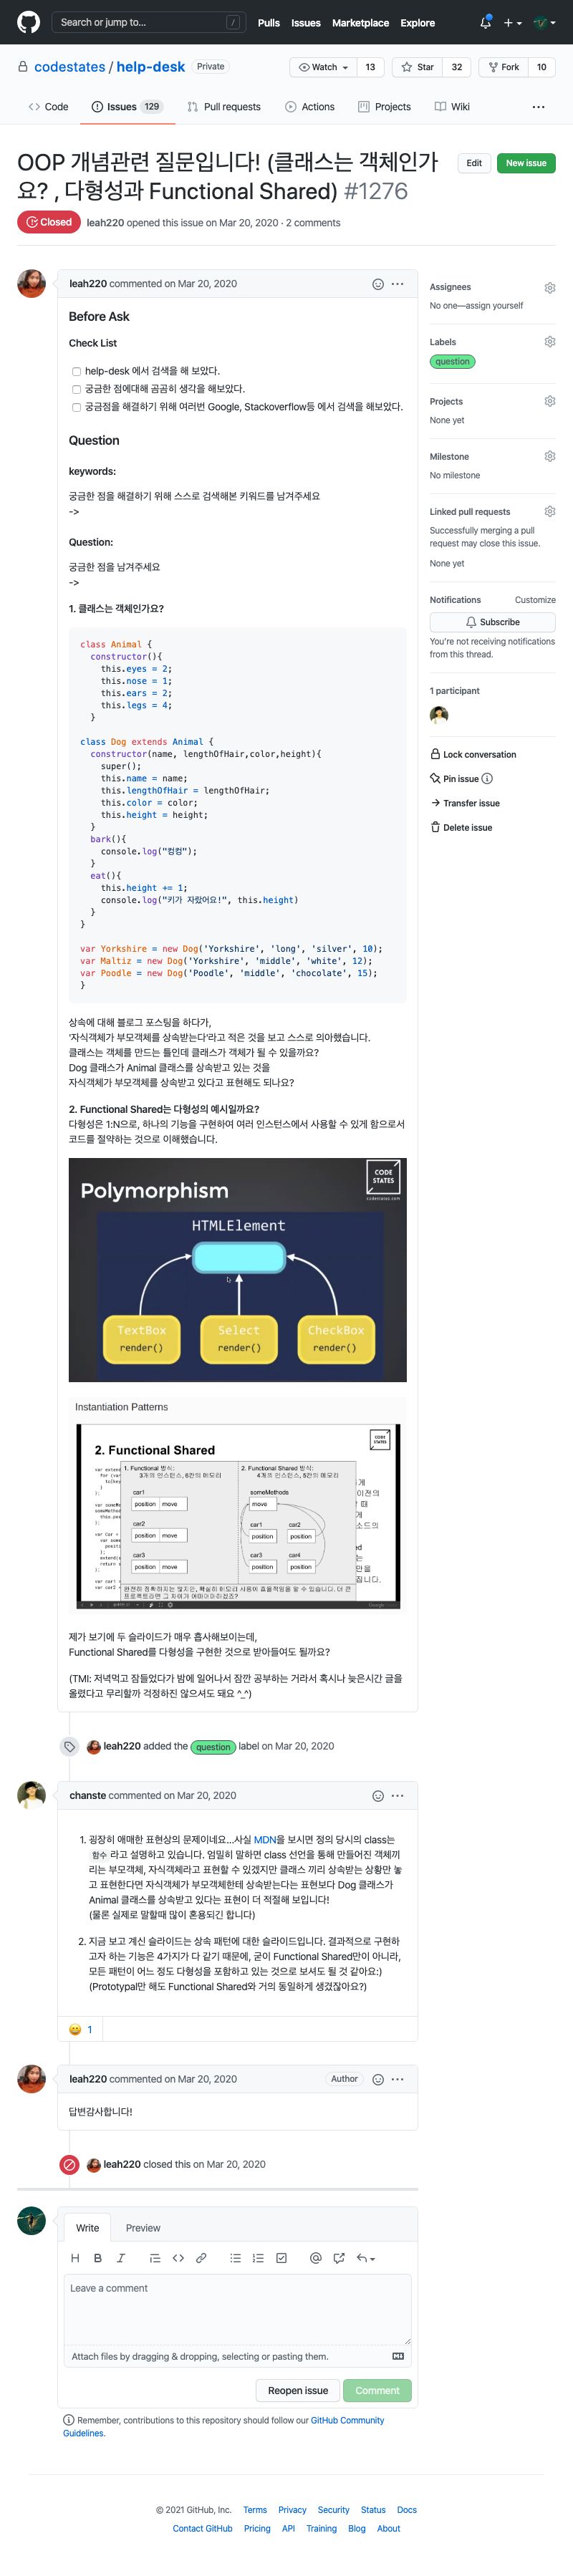 Search or jump to...
/
Pulls Issues Marketplace Explore
codestates / help-desk Private
Watch 13 Star 32 Fork 10
Code Issues 129 Pull requests Actions Projects Wiki
OOP 개념관련 질문입니다! (클래스는 객체인가
요? , 다형성과 Functional Shared) #1276
Edit New issue
Closed leah220 opened this issue on Mar 20, 2020 · 2 comments
leah220 commented on Mar 20, 2020
Before Ask
Check List
help-desk 에서 검색을 해 보았다.
궁금한 점에대해 곰곰히 생각을 해보았다.
궁금점을 해결하기 위해 여러번 Google, Stackoverflow등 에서 검색을 해보았다.
Question
keywords:
궁금한 점을 해결하기 위해 스스로 검색해본 키워드를 남겨주세요
->
Question:
궁금한 점을 남겨주세요
->
1. 클래스는 객체인가요?
class Animal {
constructor(){
this.eyes = 2;
this.nose = 1;
this.ears = 2;
this.legs = 4;
}
class Dog extends Animal {
constructor(name, lengthOfHair,color,height){
super();
this.name = name;
this.lengthOfHair = lengthOfHair;
this.color = color;
this.height = height;
}
bark(){
console.log("컹컹");
}
eat(){
this.height += 1;
console.log("키가 자랐어요!", this.height)
}
}
var Yorkshire = new Dog('Yorkshire', 'long', 'silver', 10);
var Maltiz = new Dog('Yorkshire', 'middle', 'white', 12);
var Poodle = new Dog('Poodle', 'middle', 'chocolate', 15);
}
상속에 대해 블로그 포스팅을 하다가,
'자식객체가 부모객체를 상속받는다'라고 적은 것을 보고 스스로 의아했습니다.
클래스는 객체를 만드는 틀인데 클래스가 객체가 될 수 있을까요?
Dog 클래스가 Animal 클래스를 상속받고 있는 것을
자식객체가 부모객체를 상속받고 있다고 표현해도 되나요?
2. Functional Shared는 다형성의 예시일까요?
다형성은 1:N으로, 하나의 기능을 구현하여 여러 인스턴스에서 사용할 수 있게 함으로서
코드를 절약하는 것으로 이해했습니다.
Polymorphism
CODE
STATES
HTMLElement
TextBox
render()
Select
render()
CheckBox
render()
Instantiation Patterns
CODE
STATES
2. Functional Shared
1. Functional 방식:
3개의 인스턴스, 6칸의 메모리
2. Functional Shared 방식:
4개의 인스턴스, 5칸의 메모리
car1
position move
car2
position move
car3
position move
someMethods
move
car1 car2
position position
car3 car4
position position
제가 보기에 두 슬라이드가 매우 흡사해보이는데,
Functional Shared를 다형성을 구현한 것으로 받아들여도 될까요?
(TMI: 저녁먹고 잠들었다가 밤에 일어나서 잠깐 공부하는 거라서 혹시나 늦은시간 글을
올렸다고 무리할까 걱정하진 않으셔도 돼요 ^_^)
leah220 added the question label on Mar 20, 2020
chanste commented on Mar 20, 2020
1. 굉장히 애매한 표현상의 문제이네요...사실 MDN을 보시면 정의 당시의 class는
함수 라고 설명하고 있습니다. 엄밀히 말하면 class 선언을 통해 만들어진 객체끼
리는 부모객체, 자식객체라고 표현할 수 있겠지만 클래스 끼리 상속받는 상황만 놓
고 표현한다면 자식객체가 부모객체한테 상속받는다는 표현보다 Dog 클래스가
Animal 클래스를 상속받고 있다는 표현이 더 적절해 보입니다!
(물론 실제로 말할때 많이 혼용되긴 합니다)
2. 지금 보고 계신 슬라이드는 상속 패턴에 대한 슬라이드입니다. 결과적으로 구현하
고자 하는 기능은 4가지가 다 같기 때문에, 굳이 Functional Shared만이 아니라,
모든 패턴이 어느 정도 다형성을 포함하고 있는 것으로 보셔도 될 것 같아요:)
(Prototypal만 해도 Functional Shared와 거의 동일하게 생겼잖아요?)
1
leah220 commented on Mar 20, 2020 Author
답변감사합니다!
leah220 closed this on Mar 20, 2020
Write Preview
Leave a comment
Attach files by dragging & dropping, selecting or pasting them.
Reopen issue Comment
Remember, contributions to this repository should follow our GitHub Community
Guidelines.
Assignees
No one—assign yourself
Labels
question
Projects
None yet
Milestone
No milestone
Linked pull requests
Successfully merging a pull
request may close this issue.
None yet
Notifications Customize
Subscribe
You're not receiving notifications
from this thread.
1 participant
Lock conversation
Pin issue
Transfer issue
Delete issue
© 2021 GitHub, Inc. Terms Privacy Security Status Docs
Contact GitHub Pricing API Training Blog About